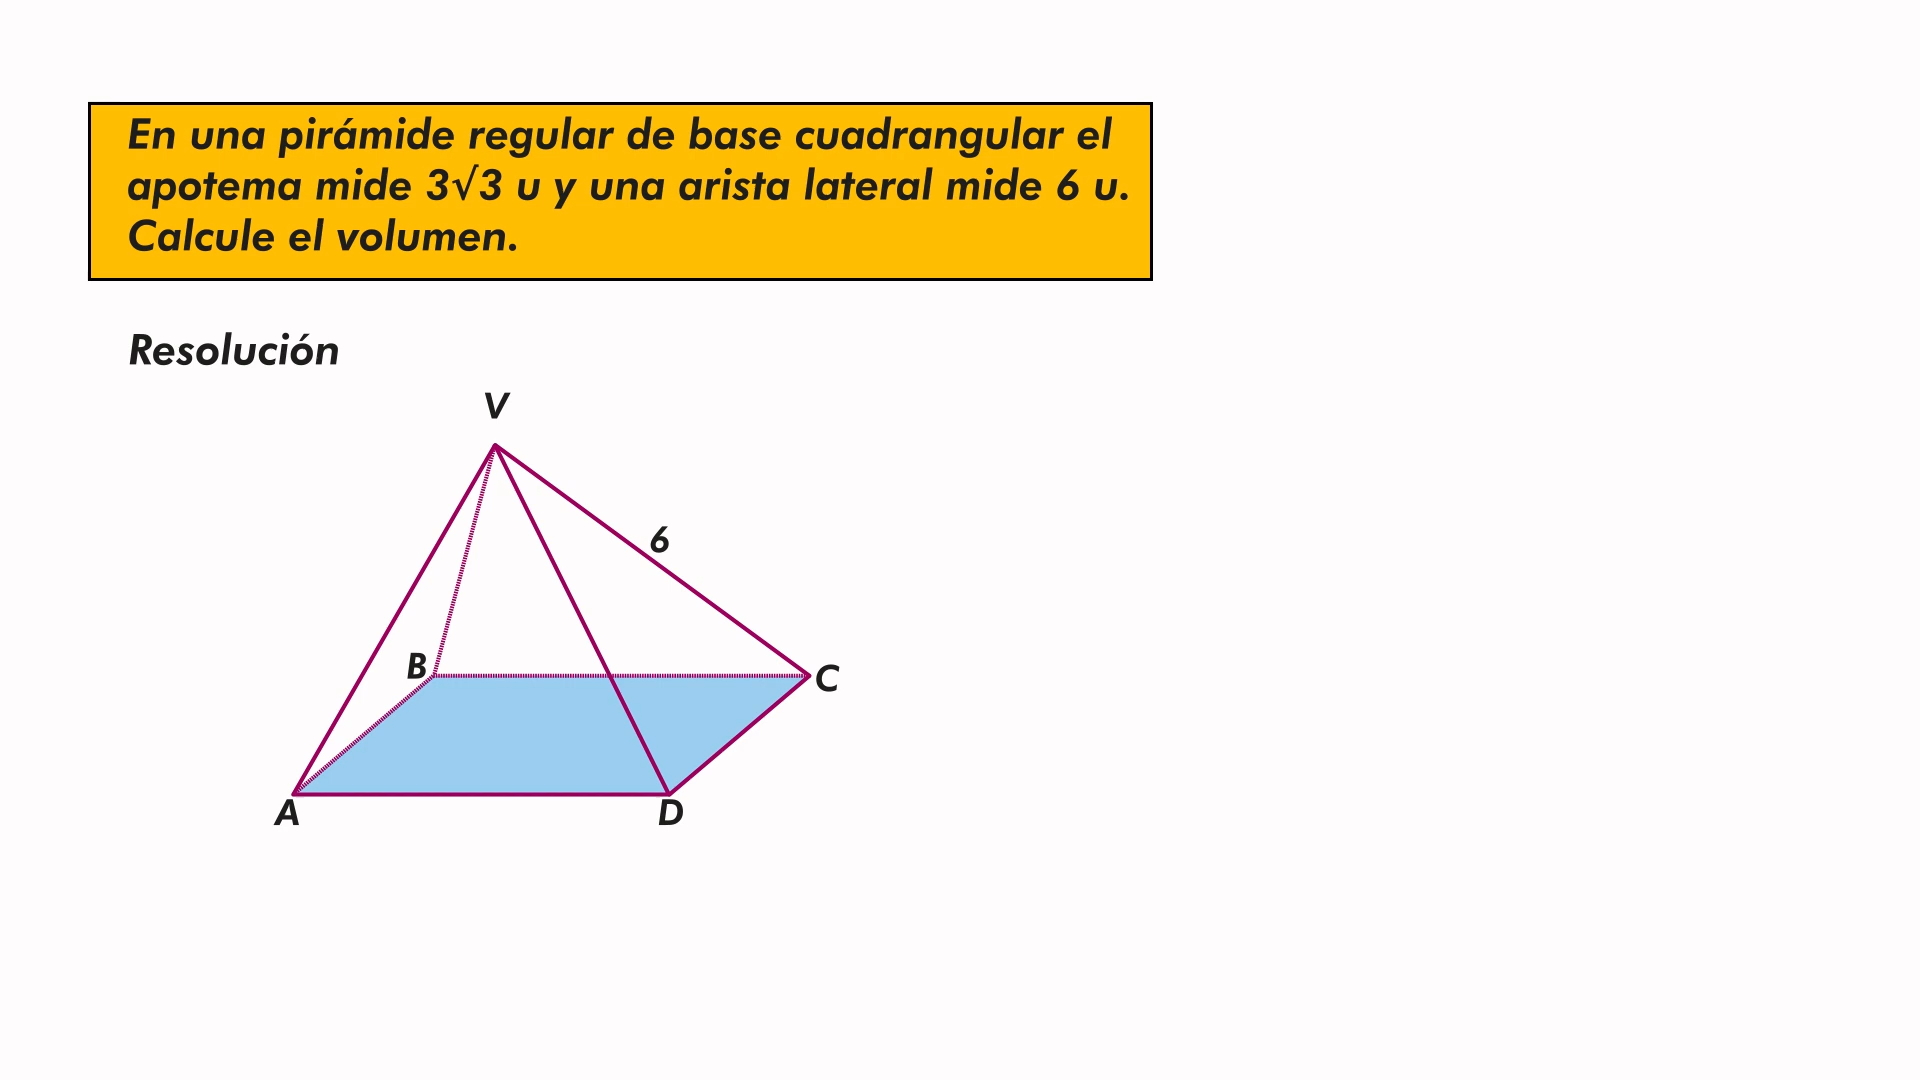 En una pirámide regular de base cuadrangular el
apotema mide 3√3 u y una arista lateral mide 6 u.
Calcule el volumen.
Resolución
V
6
B
C
A
D